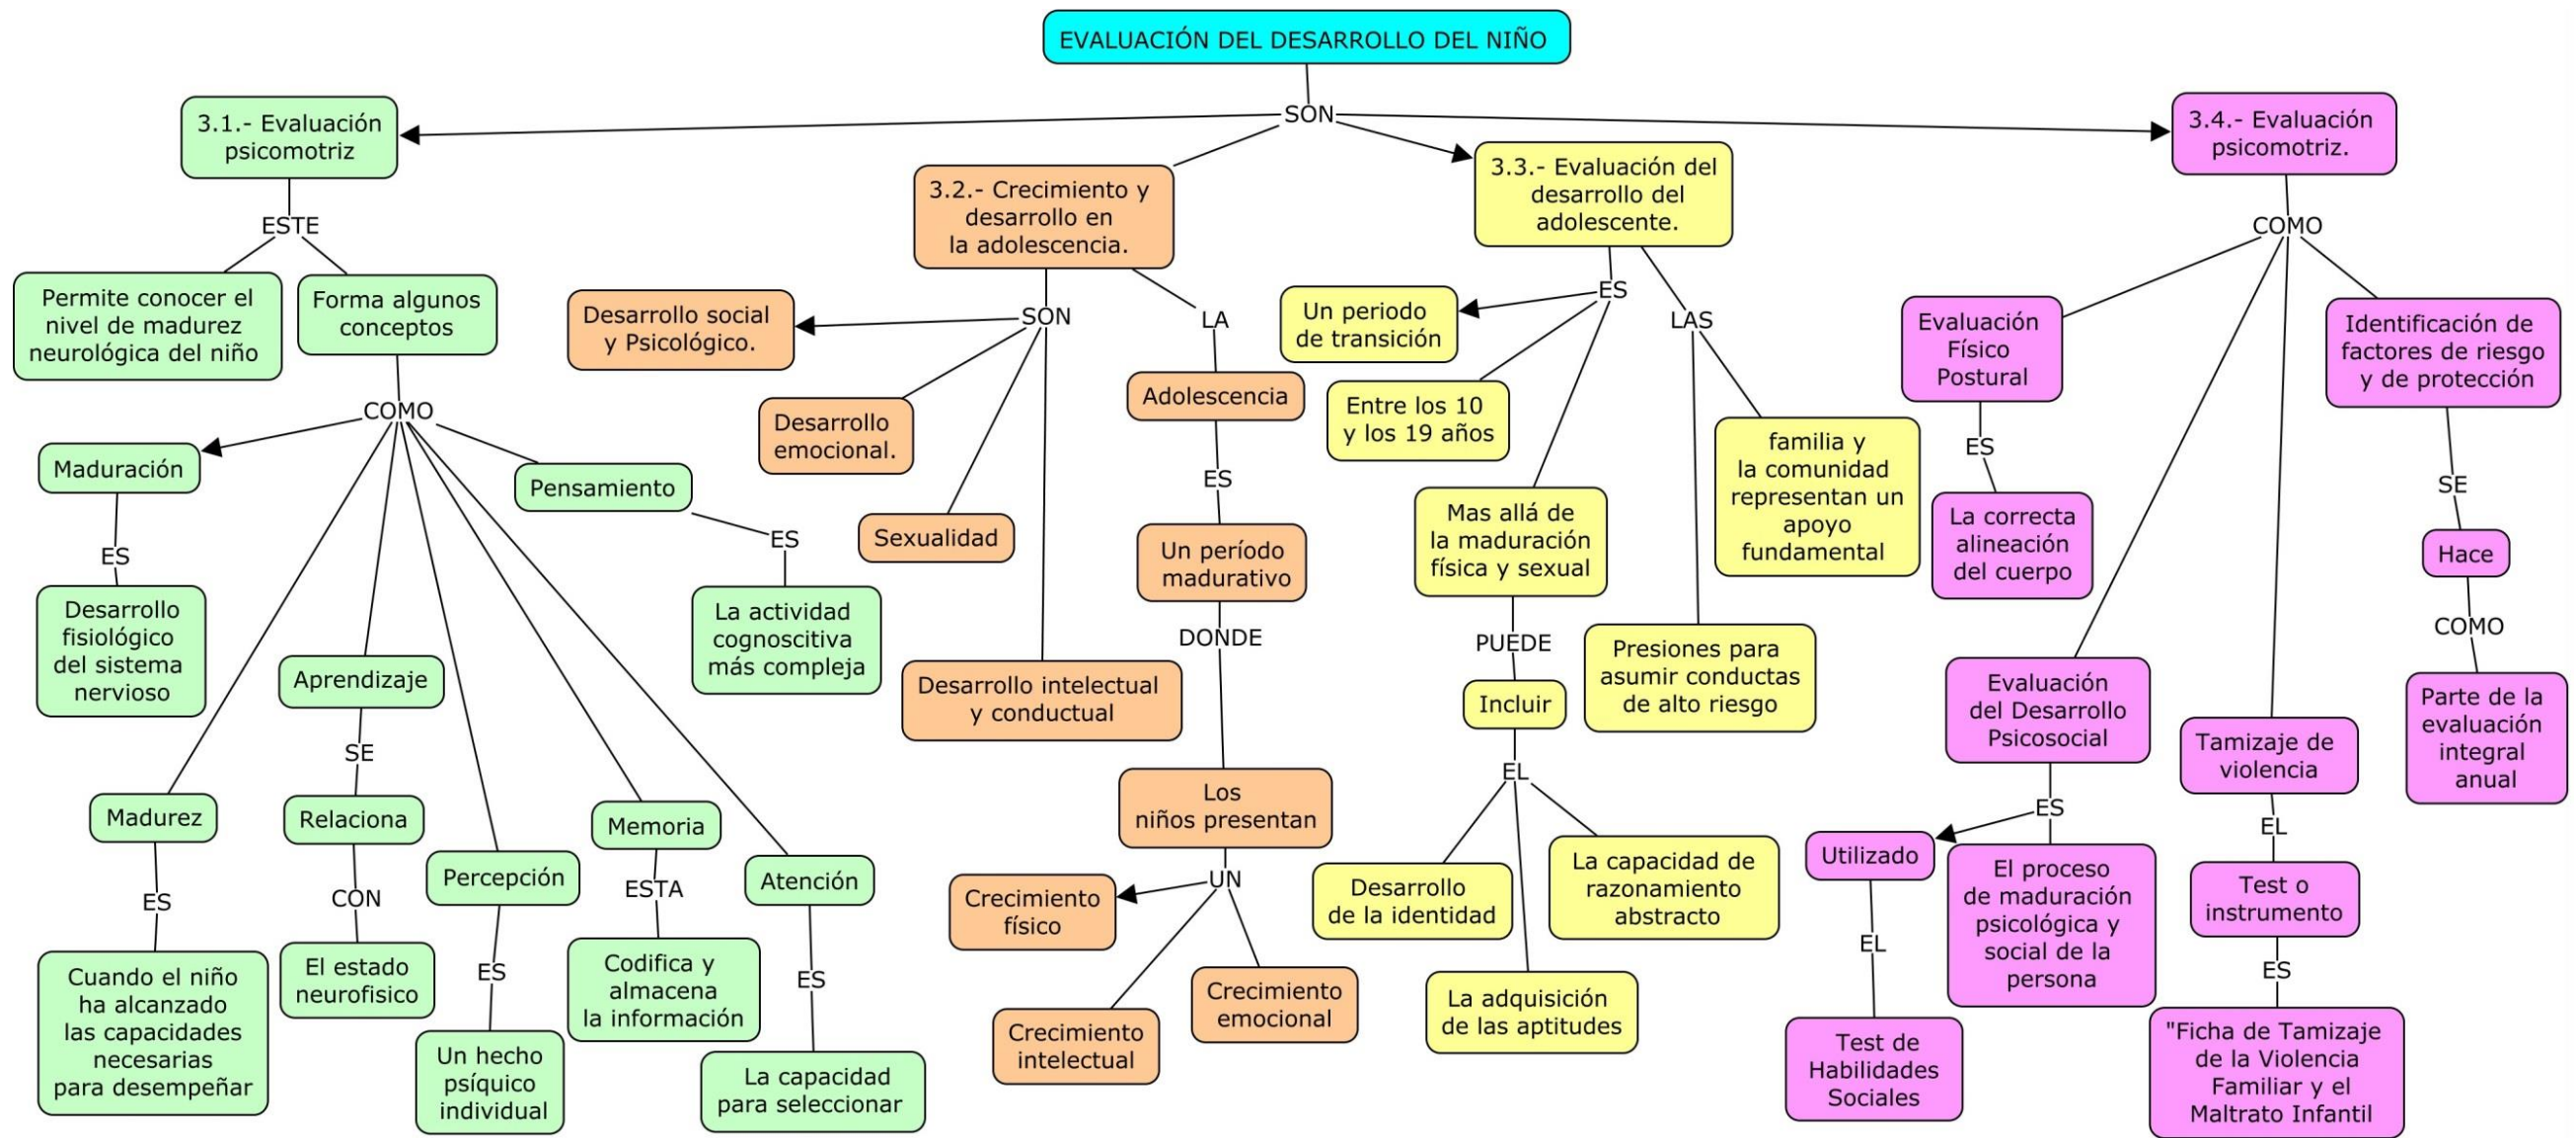 EVALUACIÓN DEL DESARROLLO DEL NIÑO
SON
3.1.- Evaluación
psicomotriz
ESTE
Permite conocer el
nivel de madurez
neurológica del niño
Forma algunos
conceptos
COMO
Maduración
ES
Desarrollo
fisiológico
del sistema
nervioso
Madurez
ES
Cuando el niño
ha alcanzado
las capacidades
necesarias
para desempeñar
Aprendizaje
SE
Relaciona
CON
El estado
neurofisico
Percepción
ES
Un hecho
psíquico
individual
Memoria
ESTA
Codifica y
almacena
la información
Atención
ES
La capacidad
para seleccionar
Pensamiento
ES
La actividad
cognoscitiva
más compleja
3.2.- Crecimiento y
desarrollo en
la adolescencia.
SON
Desarrollo social
y Psicológico.
Desarrollo
emocional.
Sexualidad
Desarrollo intelectual
y conductual
LA
Adolescencia
ES
Un período
madurativo
DONDE
Los
niños presentan
UN
Crecimiento
físico
Crecimiento
intelectual
Crecimiento
emocional
3.3.- Evaluación del
desarrollo del
adolescente.
ES
Un periodo
de transición
Entre los 10
y los 19 años
Mas allá de
la maduración
física y sexual
PUEDE
Incluir
EL
Desarrollo
de la identidad
La adquisición
de las aptitudes
La capacidad de
razonamiento
abstracto
LAS
Presiones para
asumir conductas
de alto riesgo
familia y
la comunidad
representan un
apoyo
fundamental
3.4.- Evaluación
psicomotriz.
COMO
Evaluación
Físico
Postural
ES
La correcta
alineación
del cuerpo
Evaluación
del Desarrollo
Psicosocial
ES
Utilizado
EL
Test de
Habilidades
Sociales
El proceso
de maduración
psicológica y
social de la
persona
Tamizaje de
violencia
EL
Test o
instrumento
ES
"Ficha de Tamizaje
de la Violencia
Familiar y el
Maltrato Infantil
Identificación de
factores de riesgo
y de protección
SE
Hace
COMO
Parte de la
evaluación
integral
anual